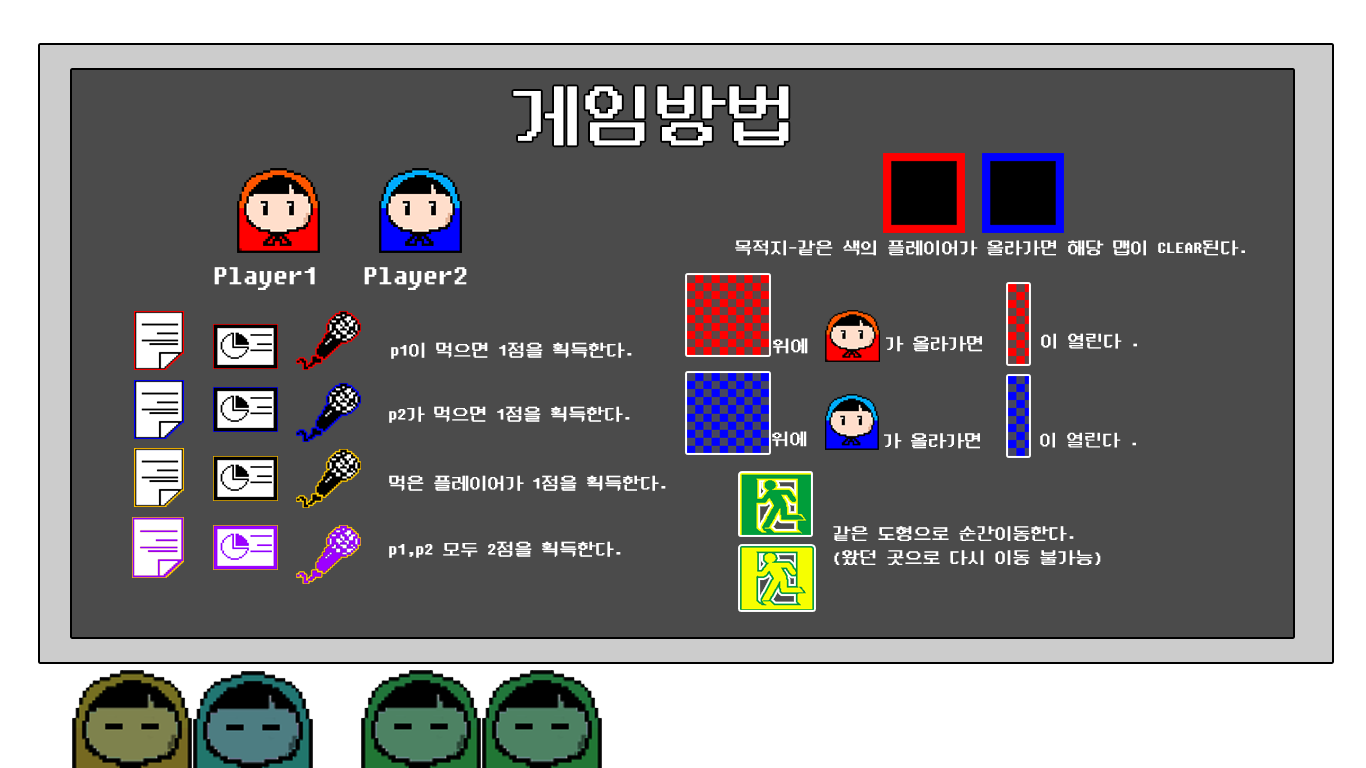 게임방법
Player1 Player2
p1이 먹으면 1점을 획득한다.
p2가 먹으면 1점을 획득한다.
먹은 플레이어가 1점을 획득한다.
p1,p2 모두 2점을 획득한다.
목적지-같은 색의 플레이어가 올라가면 해당 맵이 CLEAR된다.
위에 가 올라가면 이 열린다 .
위에 가 올라가면 이 열린다 .
같은 도형으로 순간이동한다.
(왔던 곳으로 다시 이동 불가능)